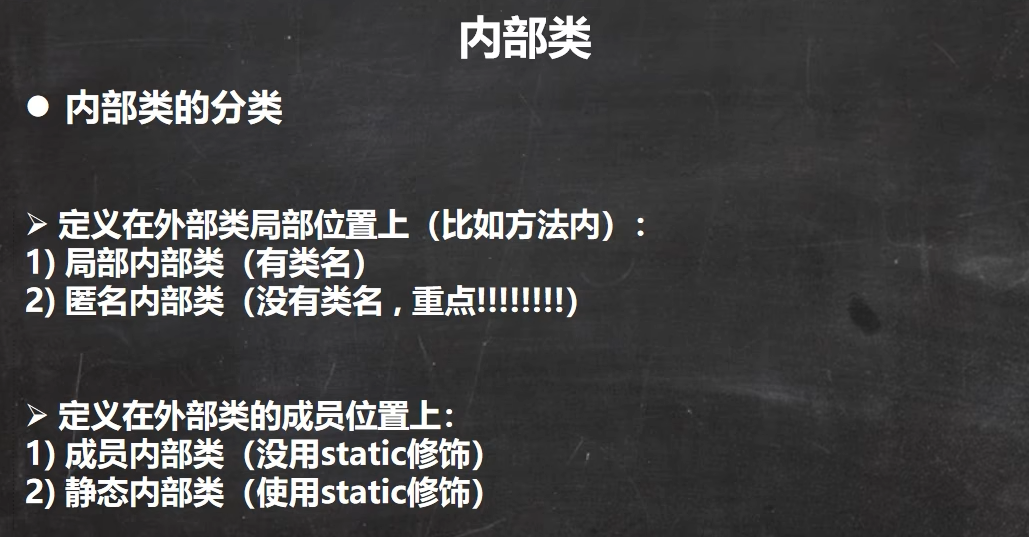 内部类
● 内部类的分类
➢ 定义在外部类局部位置上（比如方法内）：
1) 局部内部类（有类名）
2) 匿名内部类（没有类名，重点!!!!!!!!）
➢ 定义在外部类的成员位置上：
1) 成员内部类（没用static修饰）
2) 静态内部类（使用static修饰）